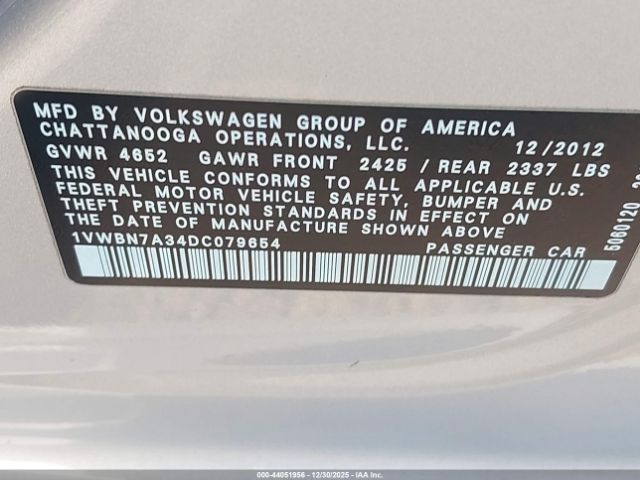 MFD BY VOLKSWAGEN GROUP OF AMERICA
CHATTANOOGA OPERATIONS, LLC. 12/2012
GVWR 4652 GAWR FRONT 2425 / REAR 2337 LBS
THIS VEHICLE CONFORMS TO ALL APPLICABLE U.S.
FEDERAL MOTOR VEHICLE SAFETY, BUMPER AND
THEFT PREVENTION STANDARDS IN EFFECT ON
THE DATE OF MANUFACTURE SHOWN ABOVE
1VWBN7A34DC079654 PASSENGER CAR
B060120
000-44051956 - 12/30/2025 - IAA!